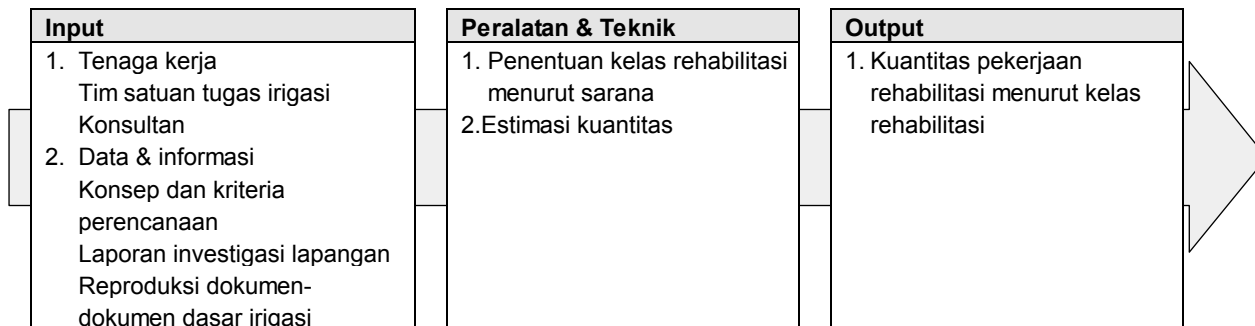 Input
1. Tenaga kerja
Tim satuan tugas irigasi
Konsultan
2. Data & informasi
Konsep dan kriteria
perencanaan
Laporan investigasi lapangan
Reproduksi dokumen-
dokumen dasar irigasi
Peralatan & Teknik
1. Penentuan kelas rehabilitasi
menurut sarana
2.Estimasi kuantitas
Output
1. Kuantitas pekerjaan
rehabilitasi menurut kelas
rehabilitasi